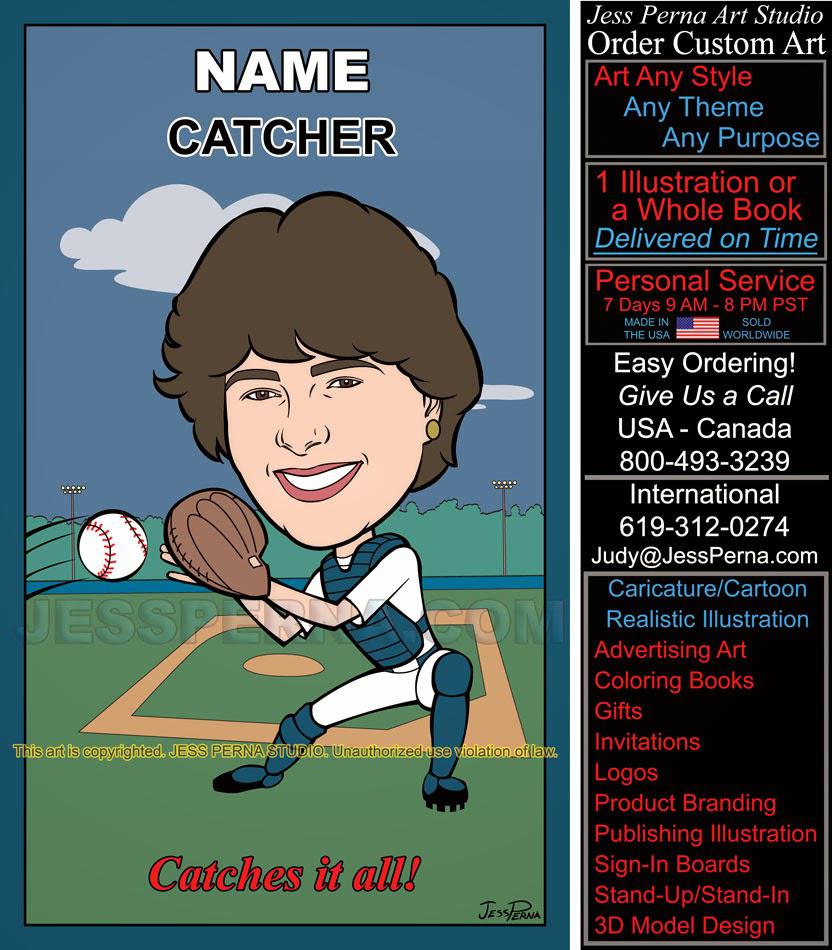 NAME
CATCHER
JESSPERNA.COM
This art is copyrighted. JESS PERNA STUDIO. Unauthorized use violation of law.
Catches it all!
JESSPERNA
Jess Perna Art Studio
Order Custom Art
Art Any Style
Any Theme
Any Purpose
1 Illustration or
a Whole Book
Delivered on Time
Personal Service
7 Days 9 AM - 8 PM PST
MADE IN
THE USA
SOLD
WORLDWIDE
Easy Ordering!
Give Us a Call
USA - Canada
800-493-3239
International
619-312-0274
Judy@JessPerna.com
Caricature/Cartoon
Realistic Illustration
Advertising Art
Coloring Books
Gifts
Invitations
Logos
Product Branding
Publishing Illustration
Sign-In Boards
Stand-Up/Stand-In
3D Model Design